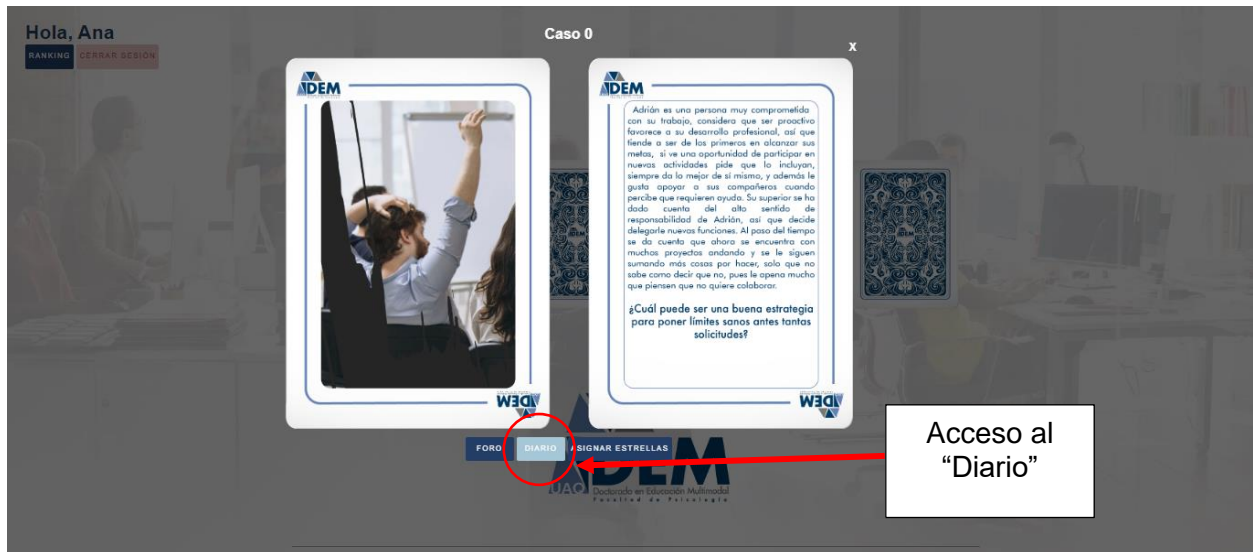 Hola, Ana
RANKING
CERRAR SESIÓN
Caso 0
x
DEM
DEM
Adrián es una persona muy comprometida
con su trabajo, considera que ser proactivo
favorece a su desarrollo profesional, así que
tiende a ser de los primeros en alcanzar sus
metas, si ve una oportunidad de participar en
nuevas actividades pide que lo incluyan,
siempre da lo mejor de sí mismo, y además le
gusta apoyar a sus compañeros cuando
percibe que requieren ayuda. Su superior se ha
dado cuenta del alto sentido de
responsabilidad de Adrián, así que decide
delegarle nuevas funciones. Al paso del tiempo
se da cuenta que ahora se encuentra con
muchos proyectos andando y se le siguen
sumando más cosas por hacer, solo que no
sabe como decir que no, pues le apena mucho
que piensen que no quiere colaborar.
¿Cuál puede ser una buena estrategia
para poner límites sanos antes tantas
solicitudes?
DEM
DEM
FORO
DIARIO
ASIGNAR ESTRELLAS
Acceso al
“Diario”
DEM
UAQ
Doctorado en Educación Multimodal
Facultad de Psicología